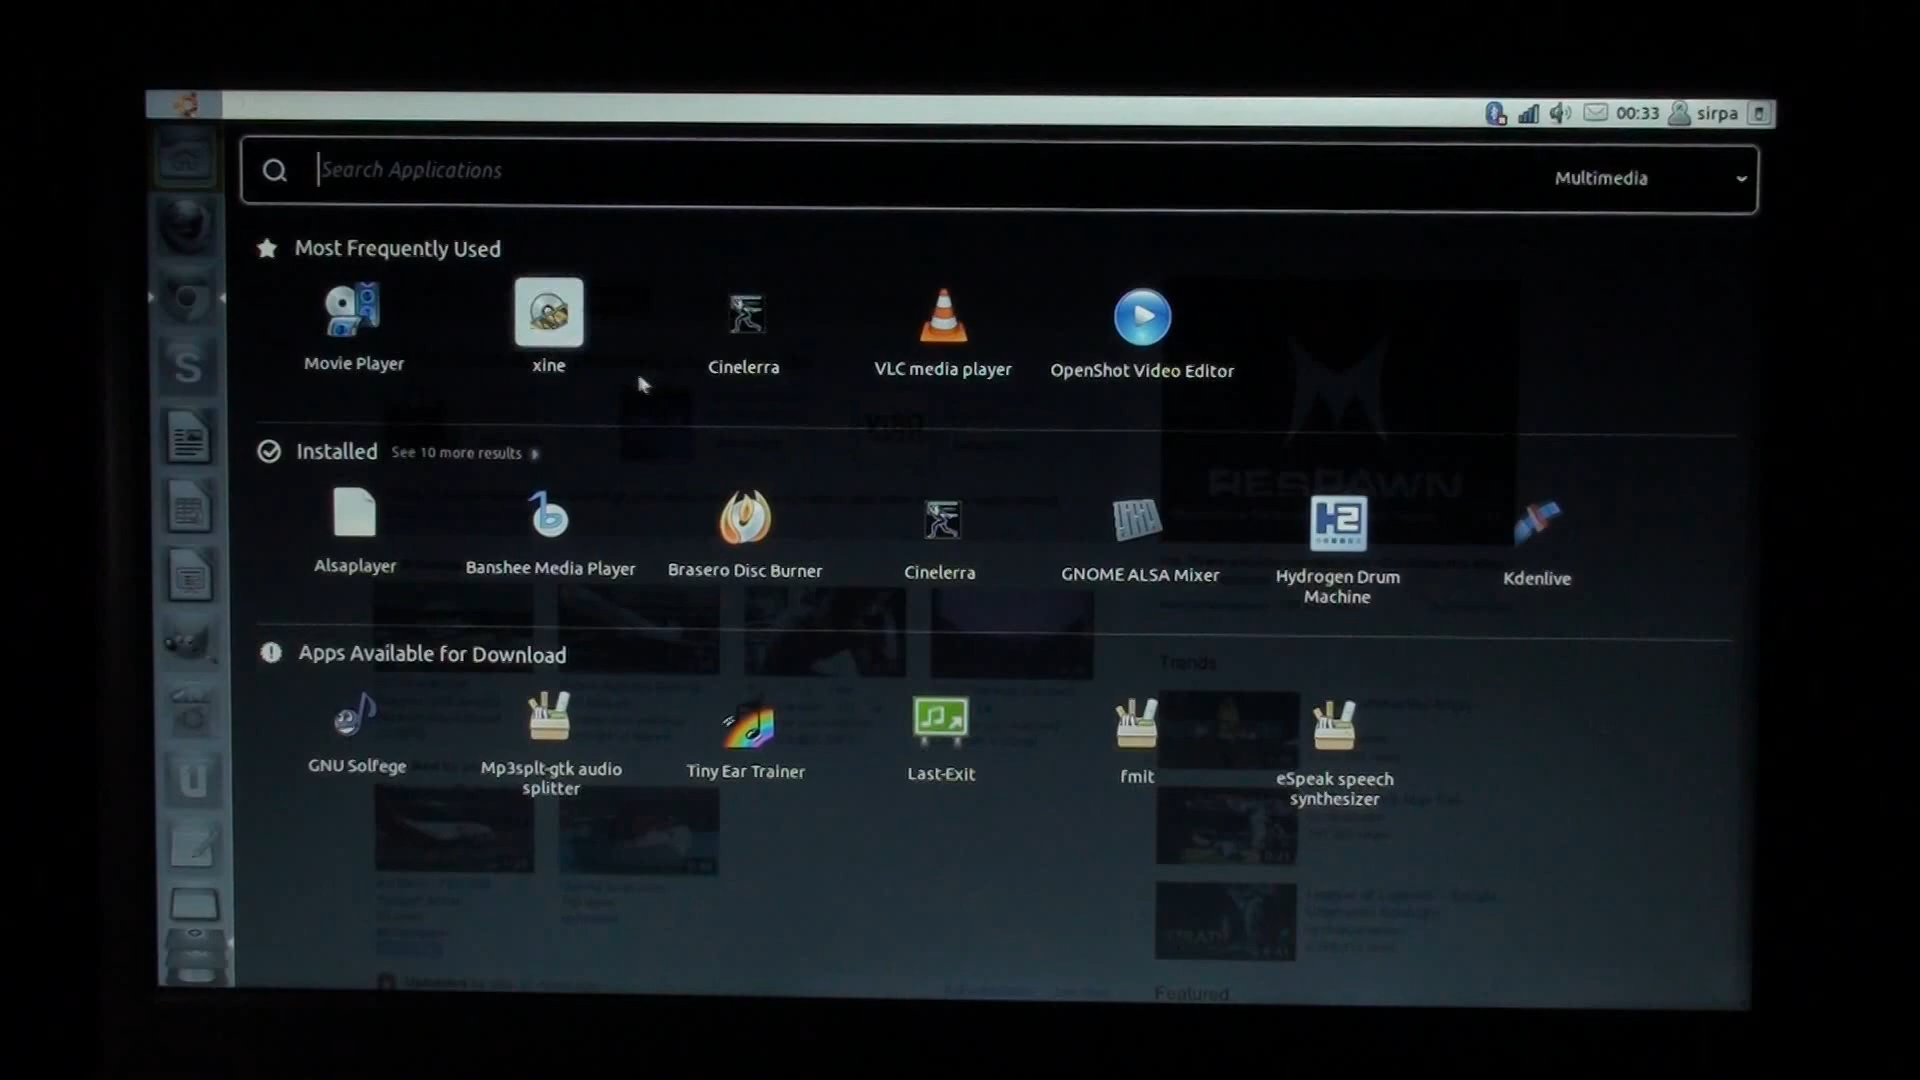 00:33 sirpa
Search Applications
Multimedia
Most Frequently Used
Movie Player
xine
Cinelerra
VLC media player
OpenShot Video Editor
Installed See 10 more results
Alsaplayer
Banshee Media Player
Brasero Disc Burner
Cinelerra
GNOME ALSA Mixer
Hydrogen Drum
Machine
Kdenlive
RESPAWN
Apps Available for Download
Trends
GNU Solfege
Mp3splt-gtk audio
splitter
Tiny Ear Trainer
Last-Exit
fmit
eSpeak speech
synthesizer
Featured